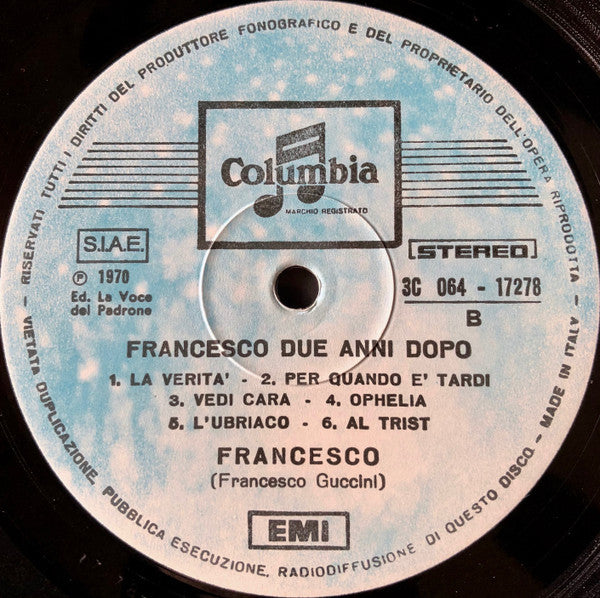 RISERVATI TUTTI I DIRITTI DEL PRODUTTORE FONOGRAFICO E DEL PROPRIETARIO DELL'OPERA RIPRODOTTA - MADE IN ITALY
Columbia
MARCHIO REGISTRATO
S.I.A.E.
℗ 1970
Ed. La Voce
del Padrone
STEREO
3C 064 - 17278
B
FRANCESCO DUE ANNI DOPO
1. LA VERITA' - 2. PER QUANDO E' TARDI
3. VEDI CARA - 4. OPHELIA
5. L'UBRIACO - 6. AL TRIST
FRANCESCO
(Francesco Guccini)
EMI
- VIETATA DUPLICAZIONE, PUBBLICA ESECUZIONE, RADIODIFFUSIONE DI QUESTO DISCO -